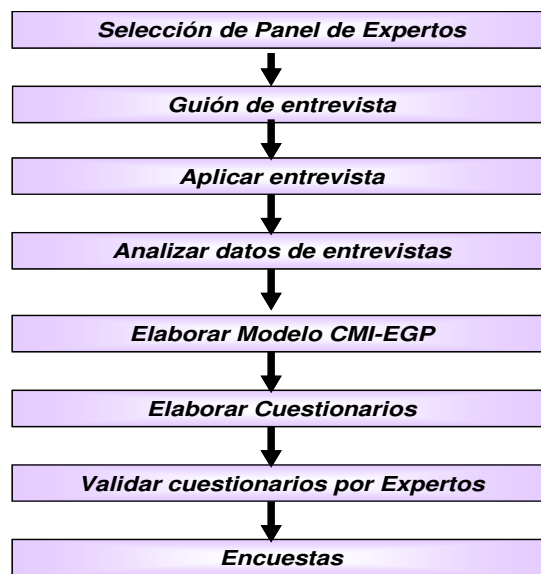 Selección de Panel de Expertos
Guión de entrevista
Aplicar entrevista
Analizar datos de entrevistas
Elaborar Modelo CMI-EGP
Elaborar Cuestionarios
Validar cuestionarios por Expertos
Encuestas